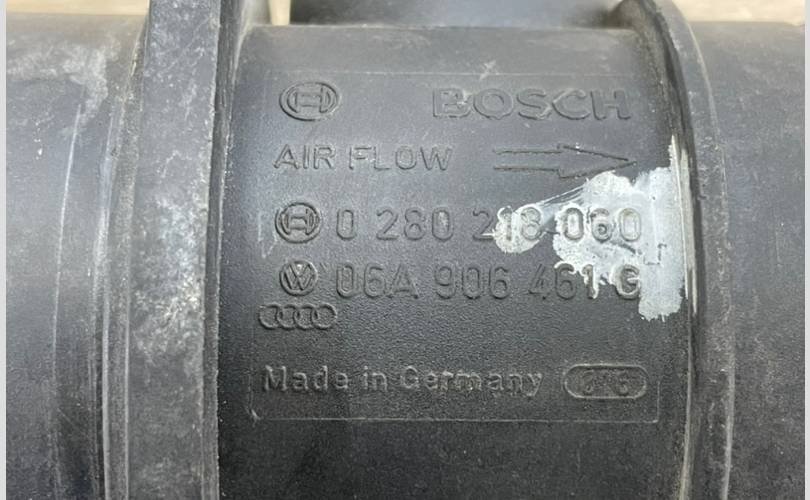 BOSCH
AIR FLOW
0 280 218 060
06A 906 461 G
Made in Germany